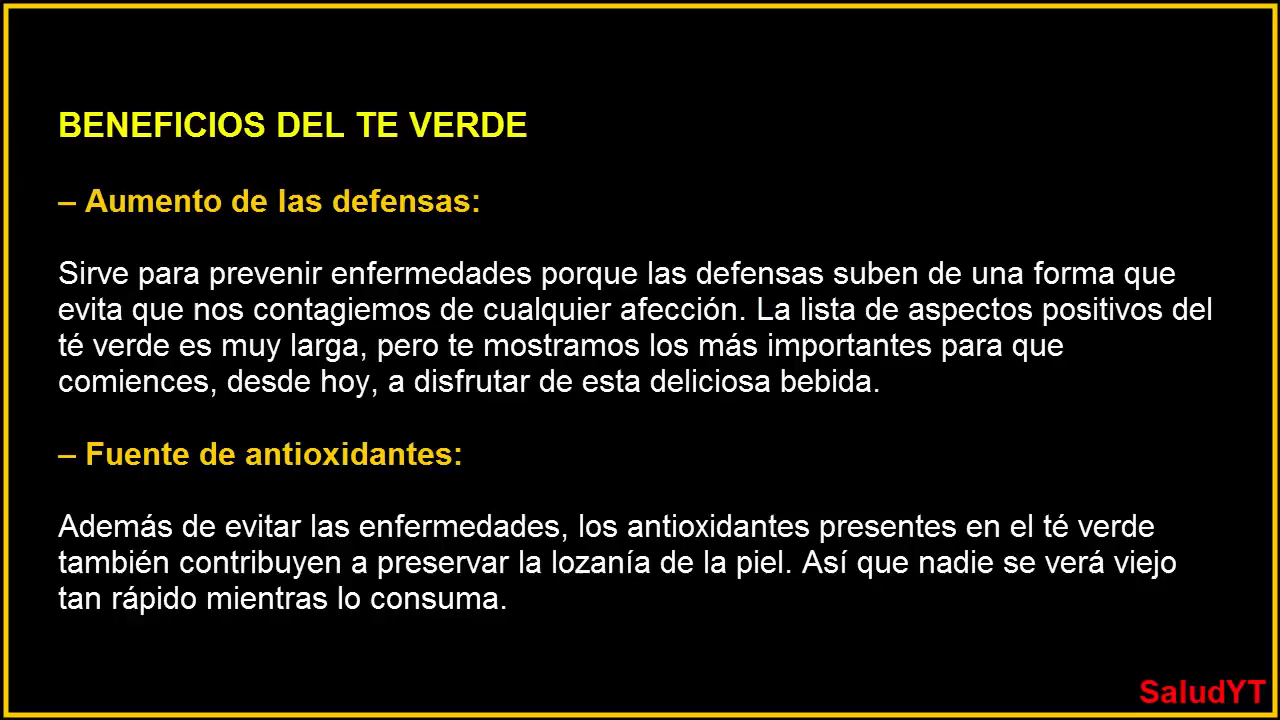 BENEFICIOS DEL TE VERDE
– Aumento de las defensas:
Sirve para prevenir enfermedades porque las defensas suben de una forma que
evita que nos contagiemos de cualquier afección. La lista de aspectos positivos del
té verde es muy larga, pero te mostramos los más importantes para que
comiences, desde hoy, a disfrutar de esta deliciosa bebida.
– Fuente de antioxidantes:
Además de evitar las enfermedades, los antioxidantes presentes en el té verde
también contribuyen a preservar la lozanía de la piel. Así que nadie se verá viejo
tan rápido mientras lo consuma.
SaludYT